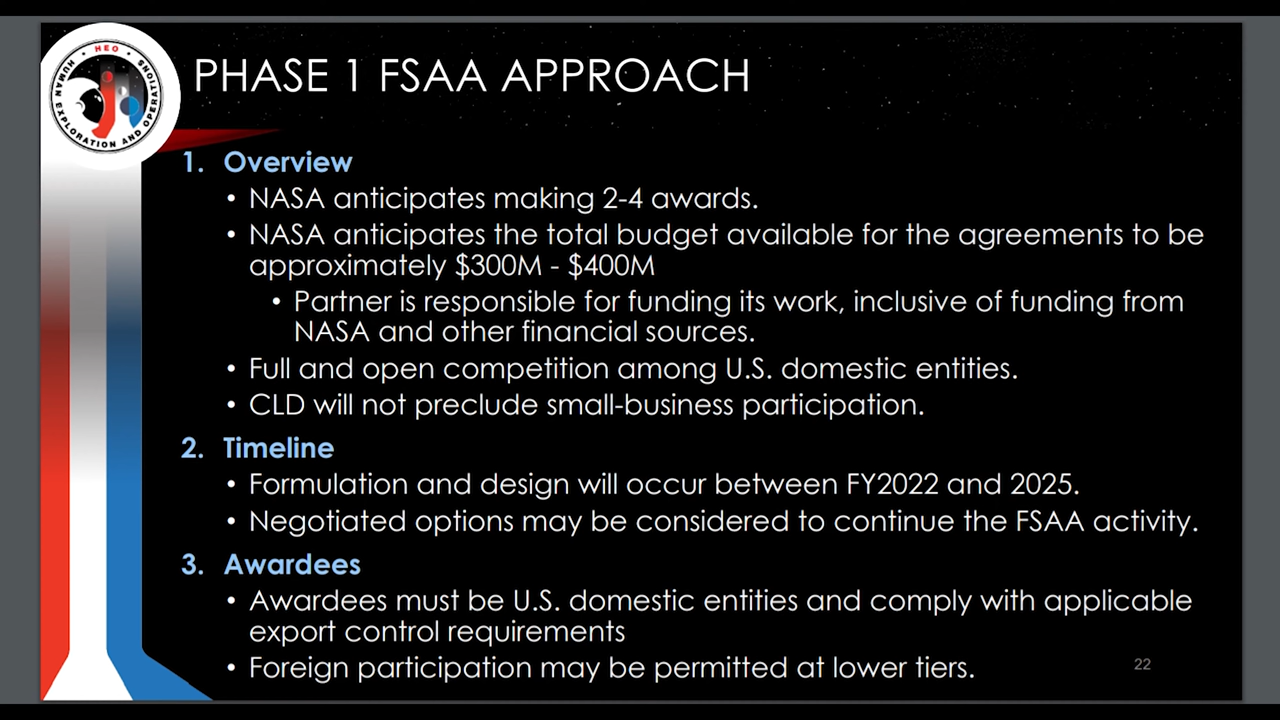 HEO
HUMAN EXPLORATION AND OPERATIONS
PHASE 1 FSAA APPROACH
1. Overview
• NASA anticipates making 2-4 awards.
• NASA anticipates the total budget available for the agreements to be
approximately $300M - $400M
• Partner is responsible for funding its work, inclusive of funding from
NASA and other financial sources.
• Full and open competition among U.S. domestic entities.
• CLD will not preclude small-business participation.
2. Timeline
• Formulation and design will occur between FY2022 and 2025.
• Negotiated options may be considered to continue the FSAA activity.
3. Awardees
• Awardees must be U.S. domestic entities and comply with applicable
export control requirements
• Foreign participation may be permitted at lower tiers.
22